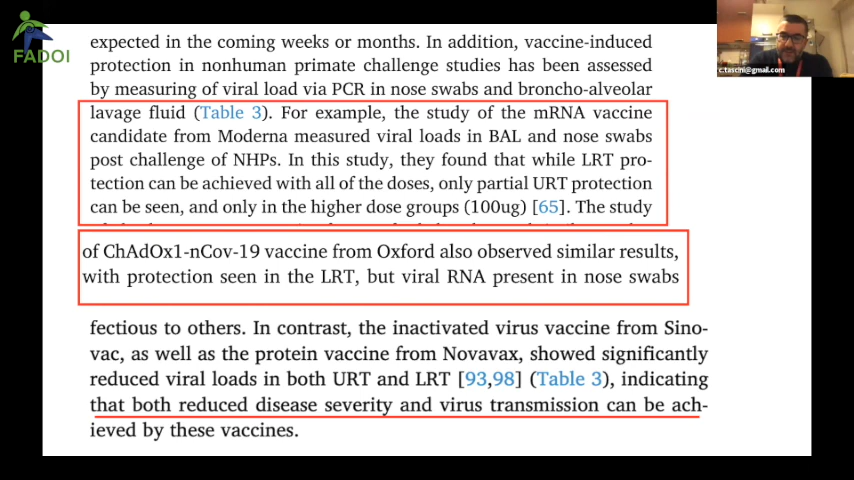 FADOI
expected in the coming weeks or months. In addition, vaccine-induced
protection in nonhuman primate challenge studies has been assessed
by measuring of viral load via PCR in nose swabs and broncho-alveolar
lavage fluid (Table 3). For example, the study of the mRNA vaccine
candidate from Moderna measured viral loads in BAL and nose swabs
post challenge of NHPs. In this study, they found that while LRT pro-
tection can be achieved with all of the doses, only partial URT protection
can be seen, and only in the higher dose groups (100ug) [65]. The study
of ChAdOx1-nCov-19 vaccine from Oxford also observed similar results,
with protection seen in the LRT, but viral RNA present in nose swabs
fectious to others. In contrast, the inactivated virus vaccine from Sino-
vac, as well as the protein vaccine from Novavax, showed significantly
reduced viral loads in both URT and LRT [93,98] (Table 3), indicating
that both reduced disease severity and virus transmission can be ach-
ieved by these vaccines.
c.tascini@gmail.com